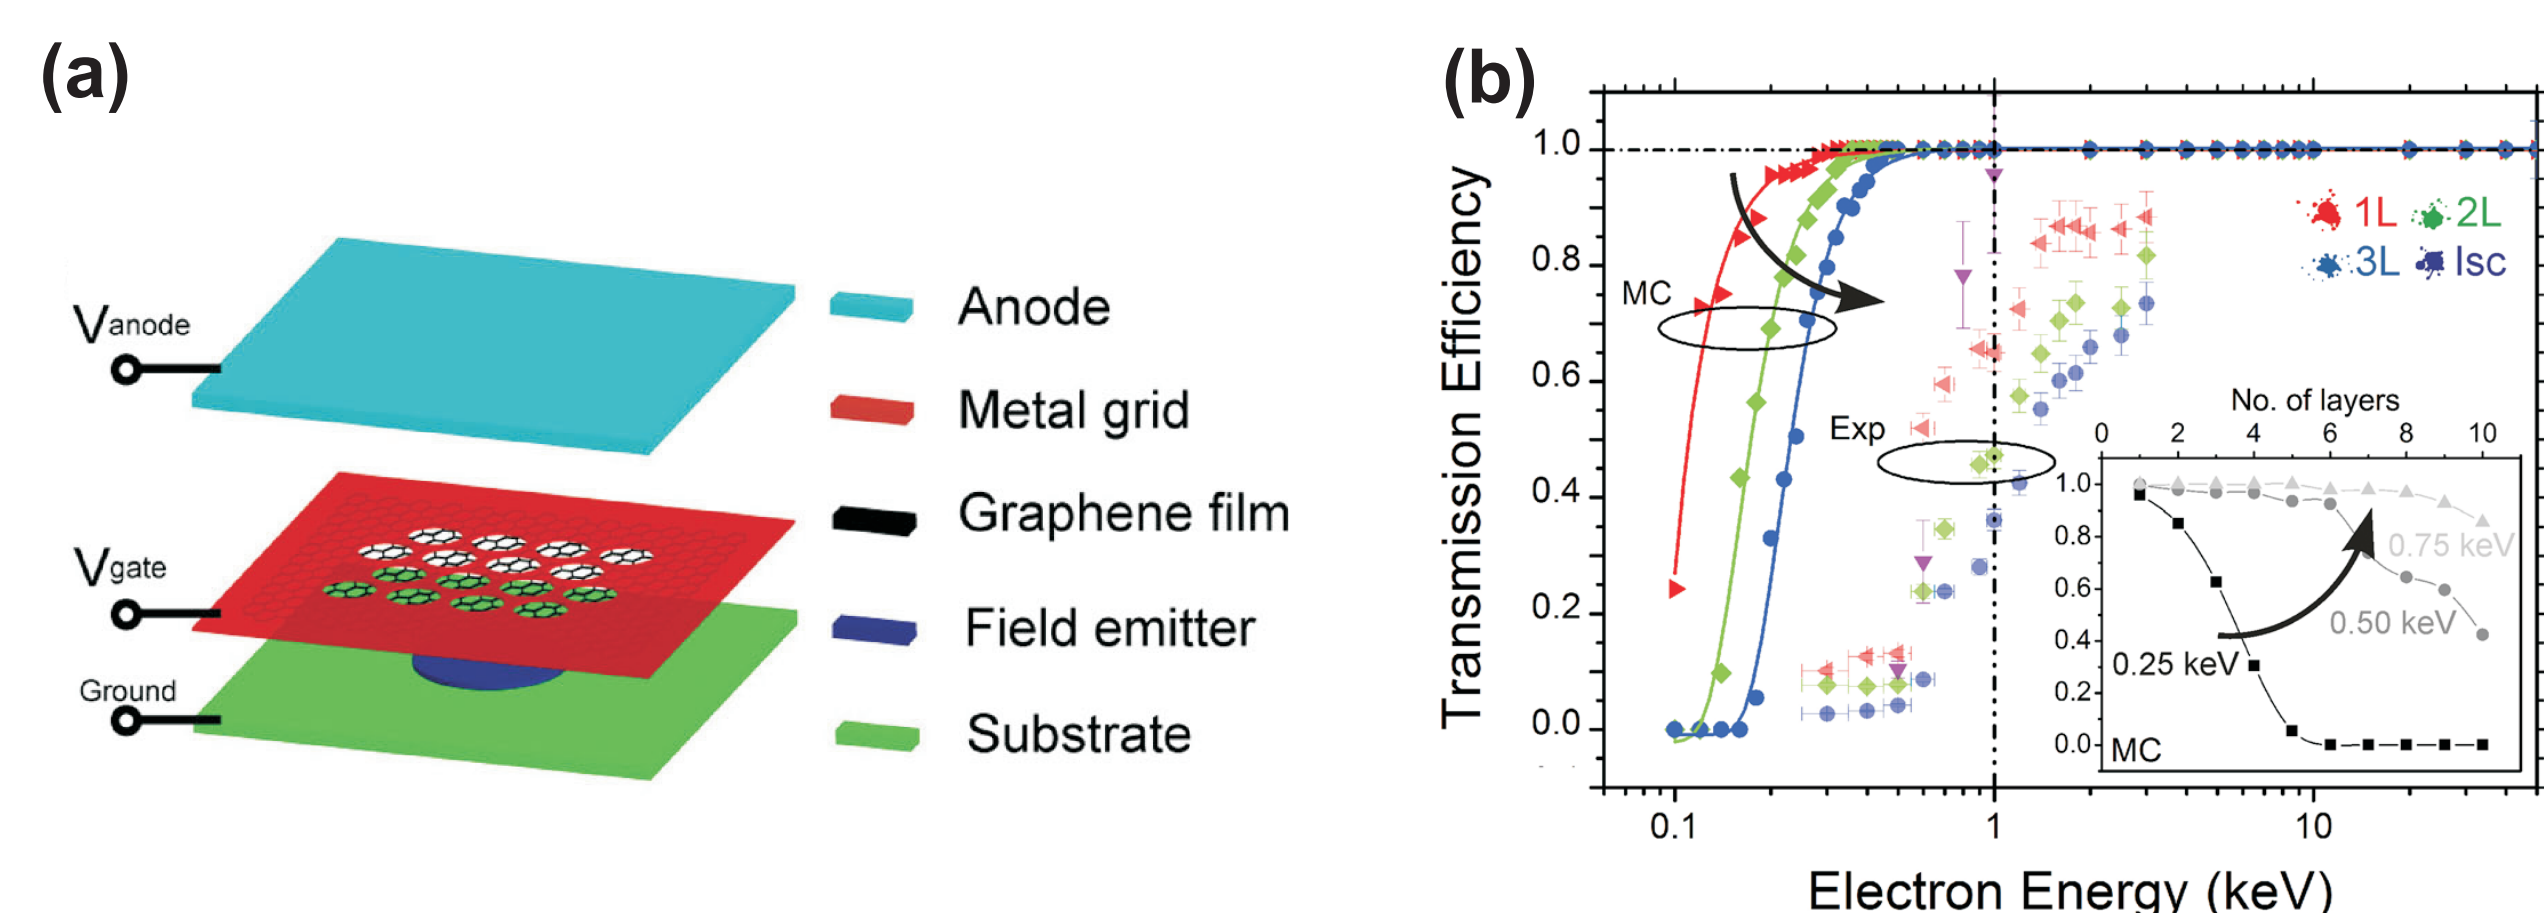 (a)
Vanode
Vgate
Ground
Anode
Metal grid
Graphene film
Field emitter
Substrate
(b)
Transmission Efficiency
1.0
0.8
0.6
0.4
0.2
0.0
0.1
1
10
Electron Energy (keV)
MC
Exp
1L 2L
3L Isc
No. of layers
0 2 4 6 8 10
1.0
0.8
0.6
0.4
0.2
0.0
0.75 keV
0.50 keV
0.25 keV
MC